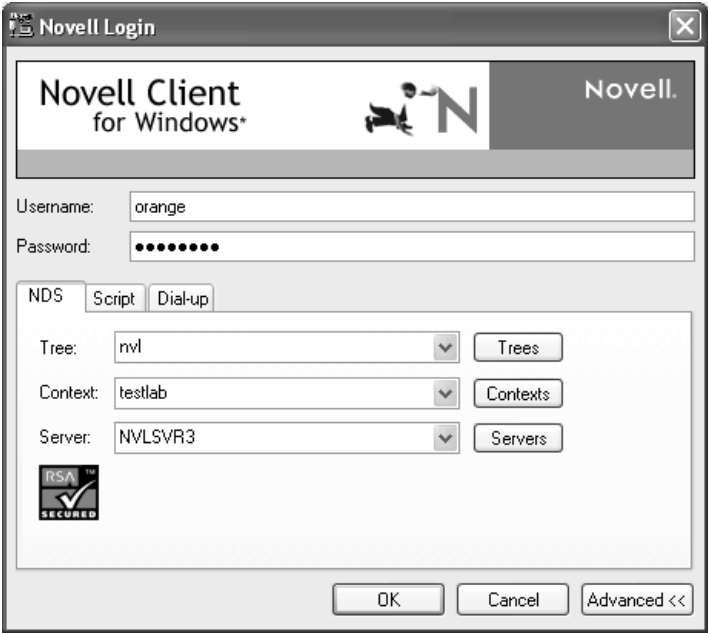 Novell Login
Novell Client
for Windows*
N
Novell.
Username: orange
Password: ••••••••
NDS Script Dial-up
Tree: nvl Trees
Context: testlab Contexts
Server: NVLSVR3 Servers
RSA ™
SECURED
OK Cancel Advanced <<